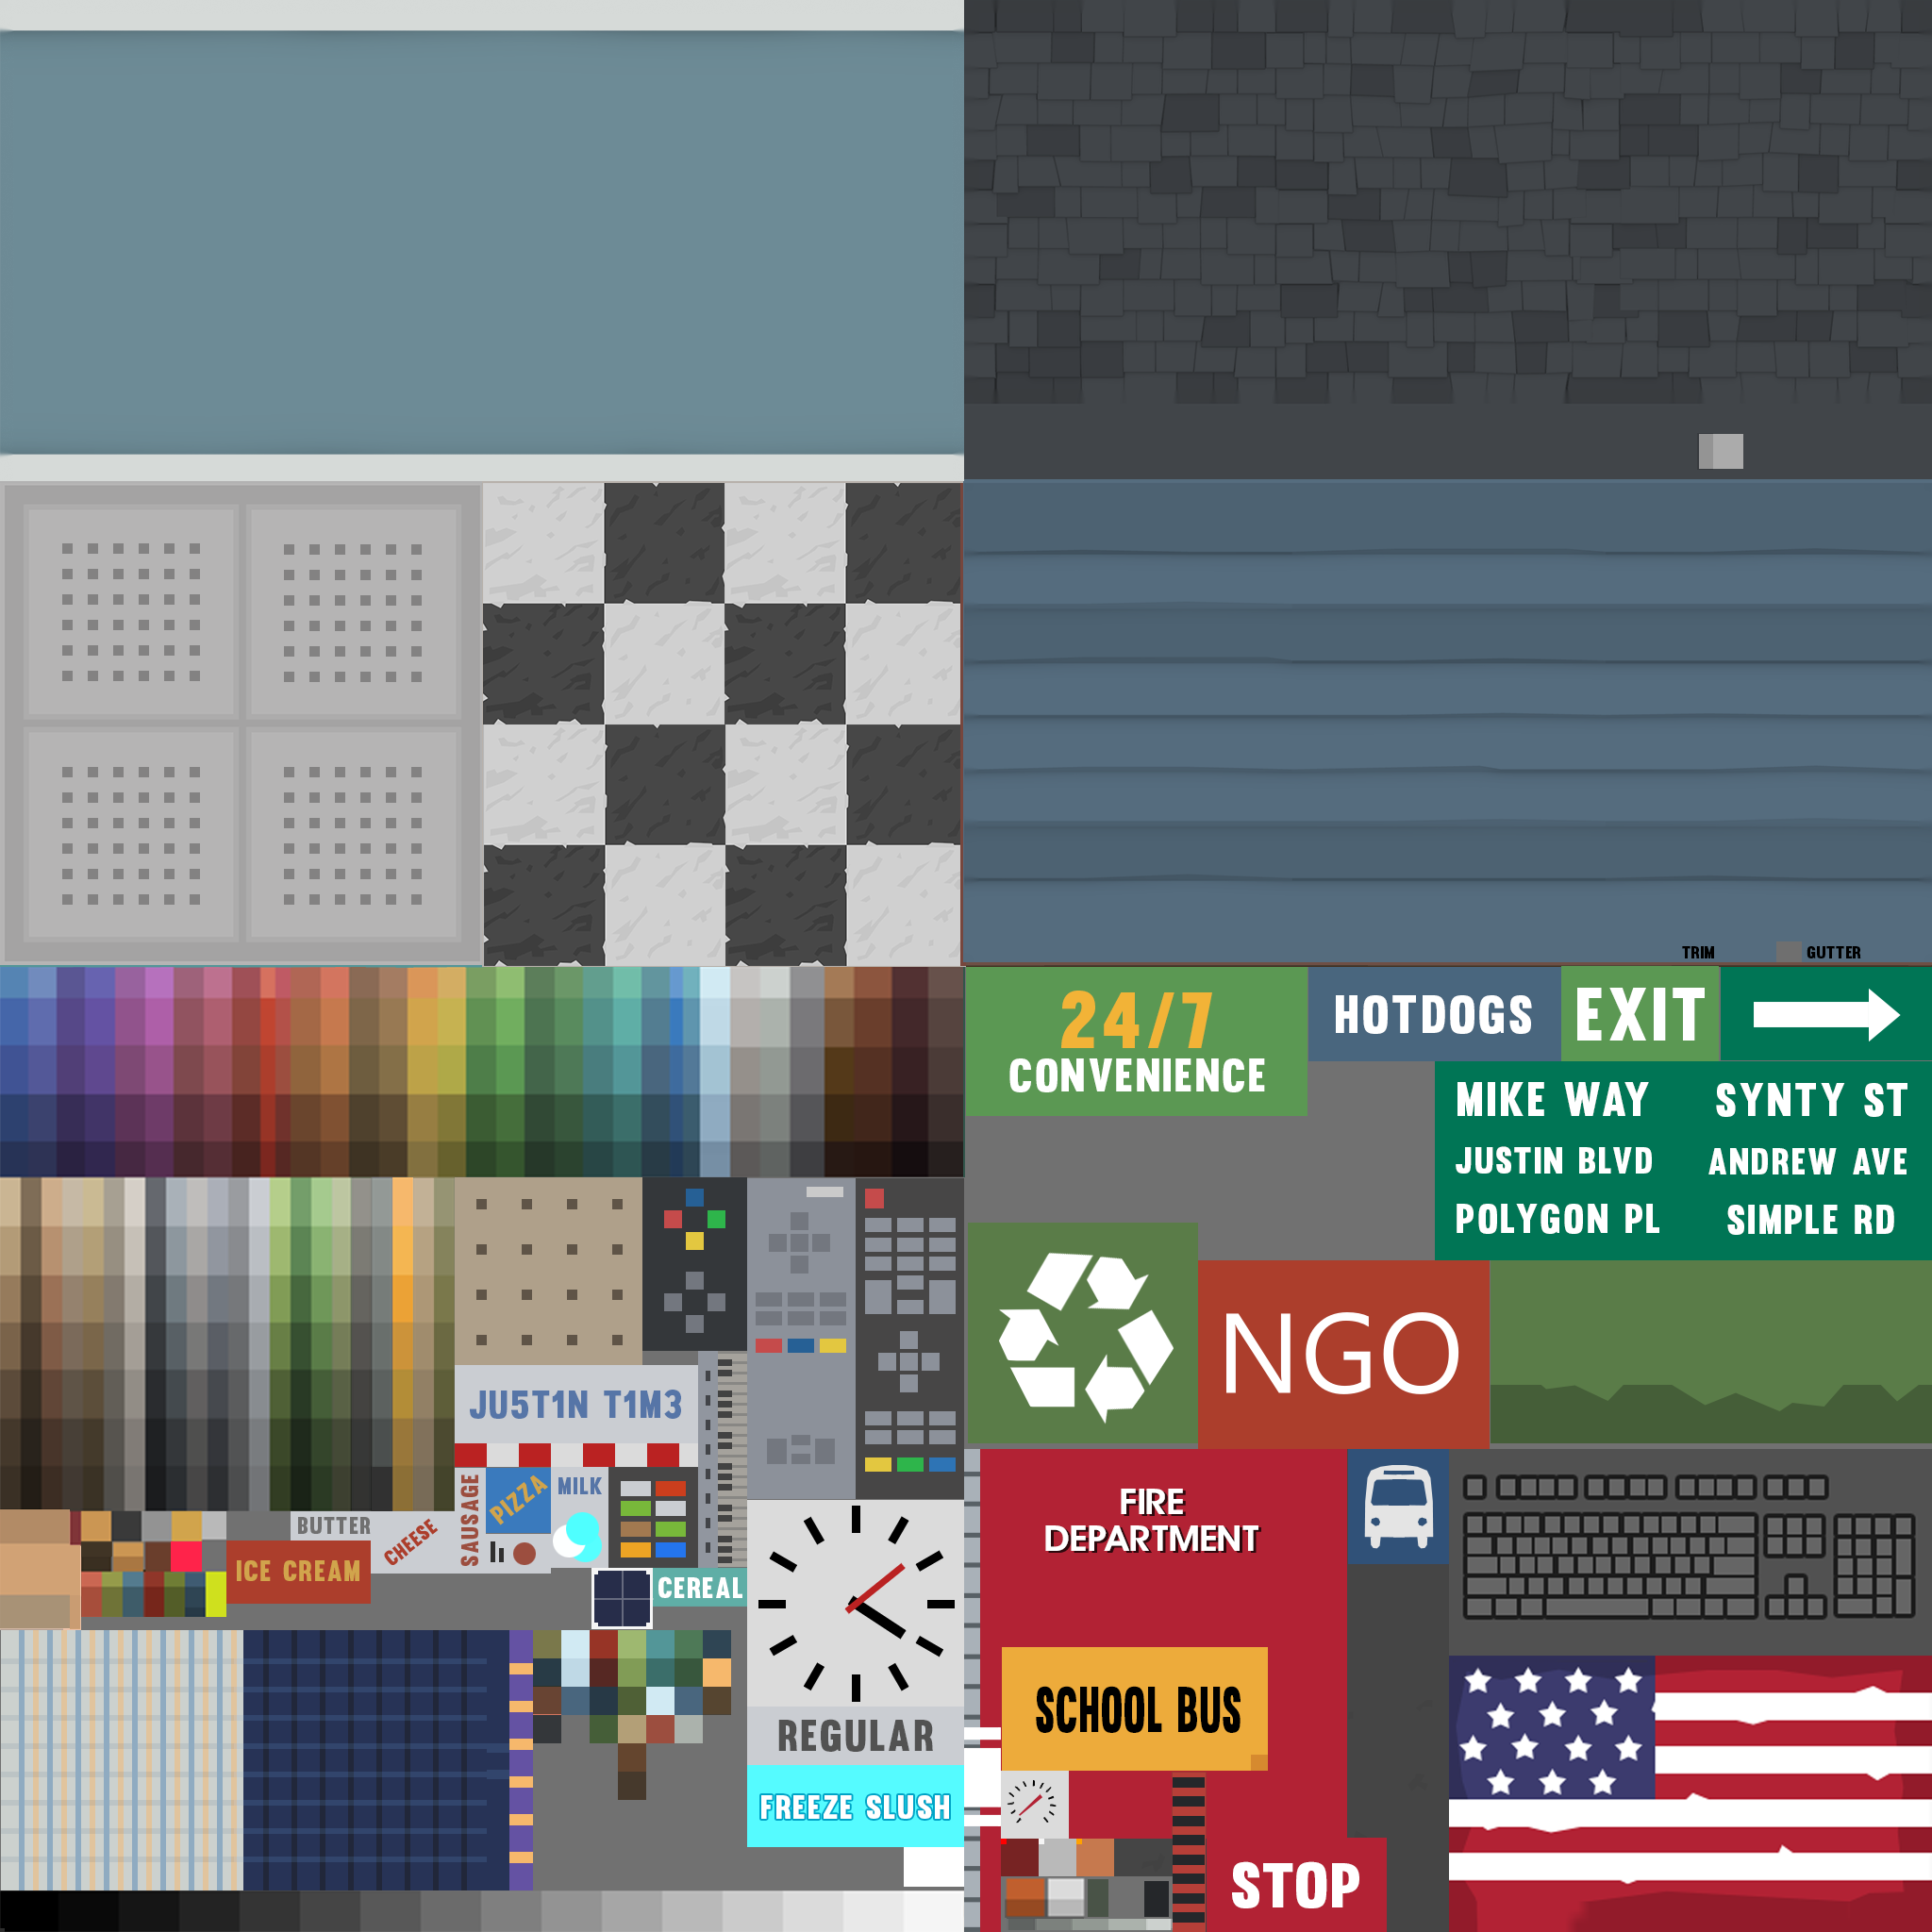 TRIM
GUTTER
24/7
CONVENIENCE
HOTDOGS
EXIT
MIKE WAY
SYNTY ST
JUSTIN BLVD
ANDREW AVE
POLYGON PL
SIMPLE RD
NGO
JU5T1N T1M3
SAUSAGE
PIZZA
MILK
BUTTER
CHEESE
ICE CREAM
CEREAL
REGULAR
FREEZE SLUSH
FIRE
DEPARTMENT
SCHOOL BUS
STOP